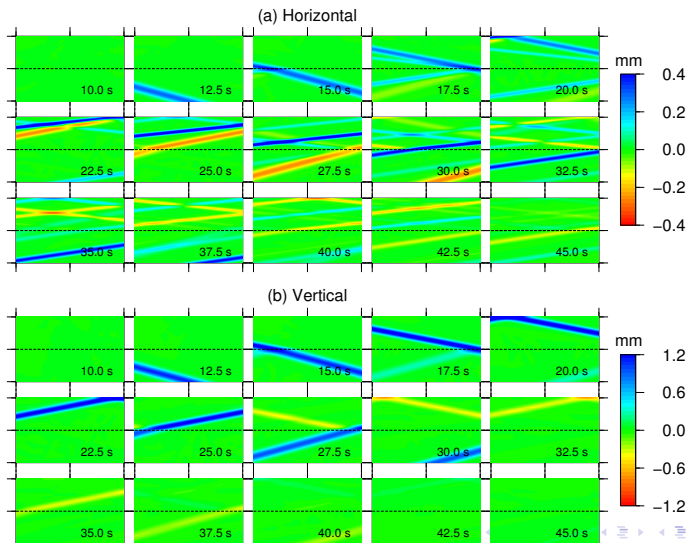 (a) Horizontal
10.0 s 12.5 s 15.0 s 17.5 s 20.0 s
22.5 s 25.0 s 27.5 s 30.0 s 32.5 s
35.0 s 37.5 s 40.0 s 42.5 s 45.0 s
mm
0.4
0.2
0.0
−0.2
−0.4
(b) Vertical
10.0 s 12.5 s 15.0 s 17.5 s 20.0 s
22.5 s 25.0 s 27.5 s 30.0 s 32.5 s
35.0 s 37.5 s 40.0 s 42.5 s 45.0 s
mm
1.2
0.6
0.0
−0.6
−1.2